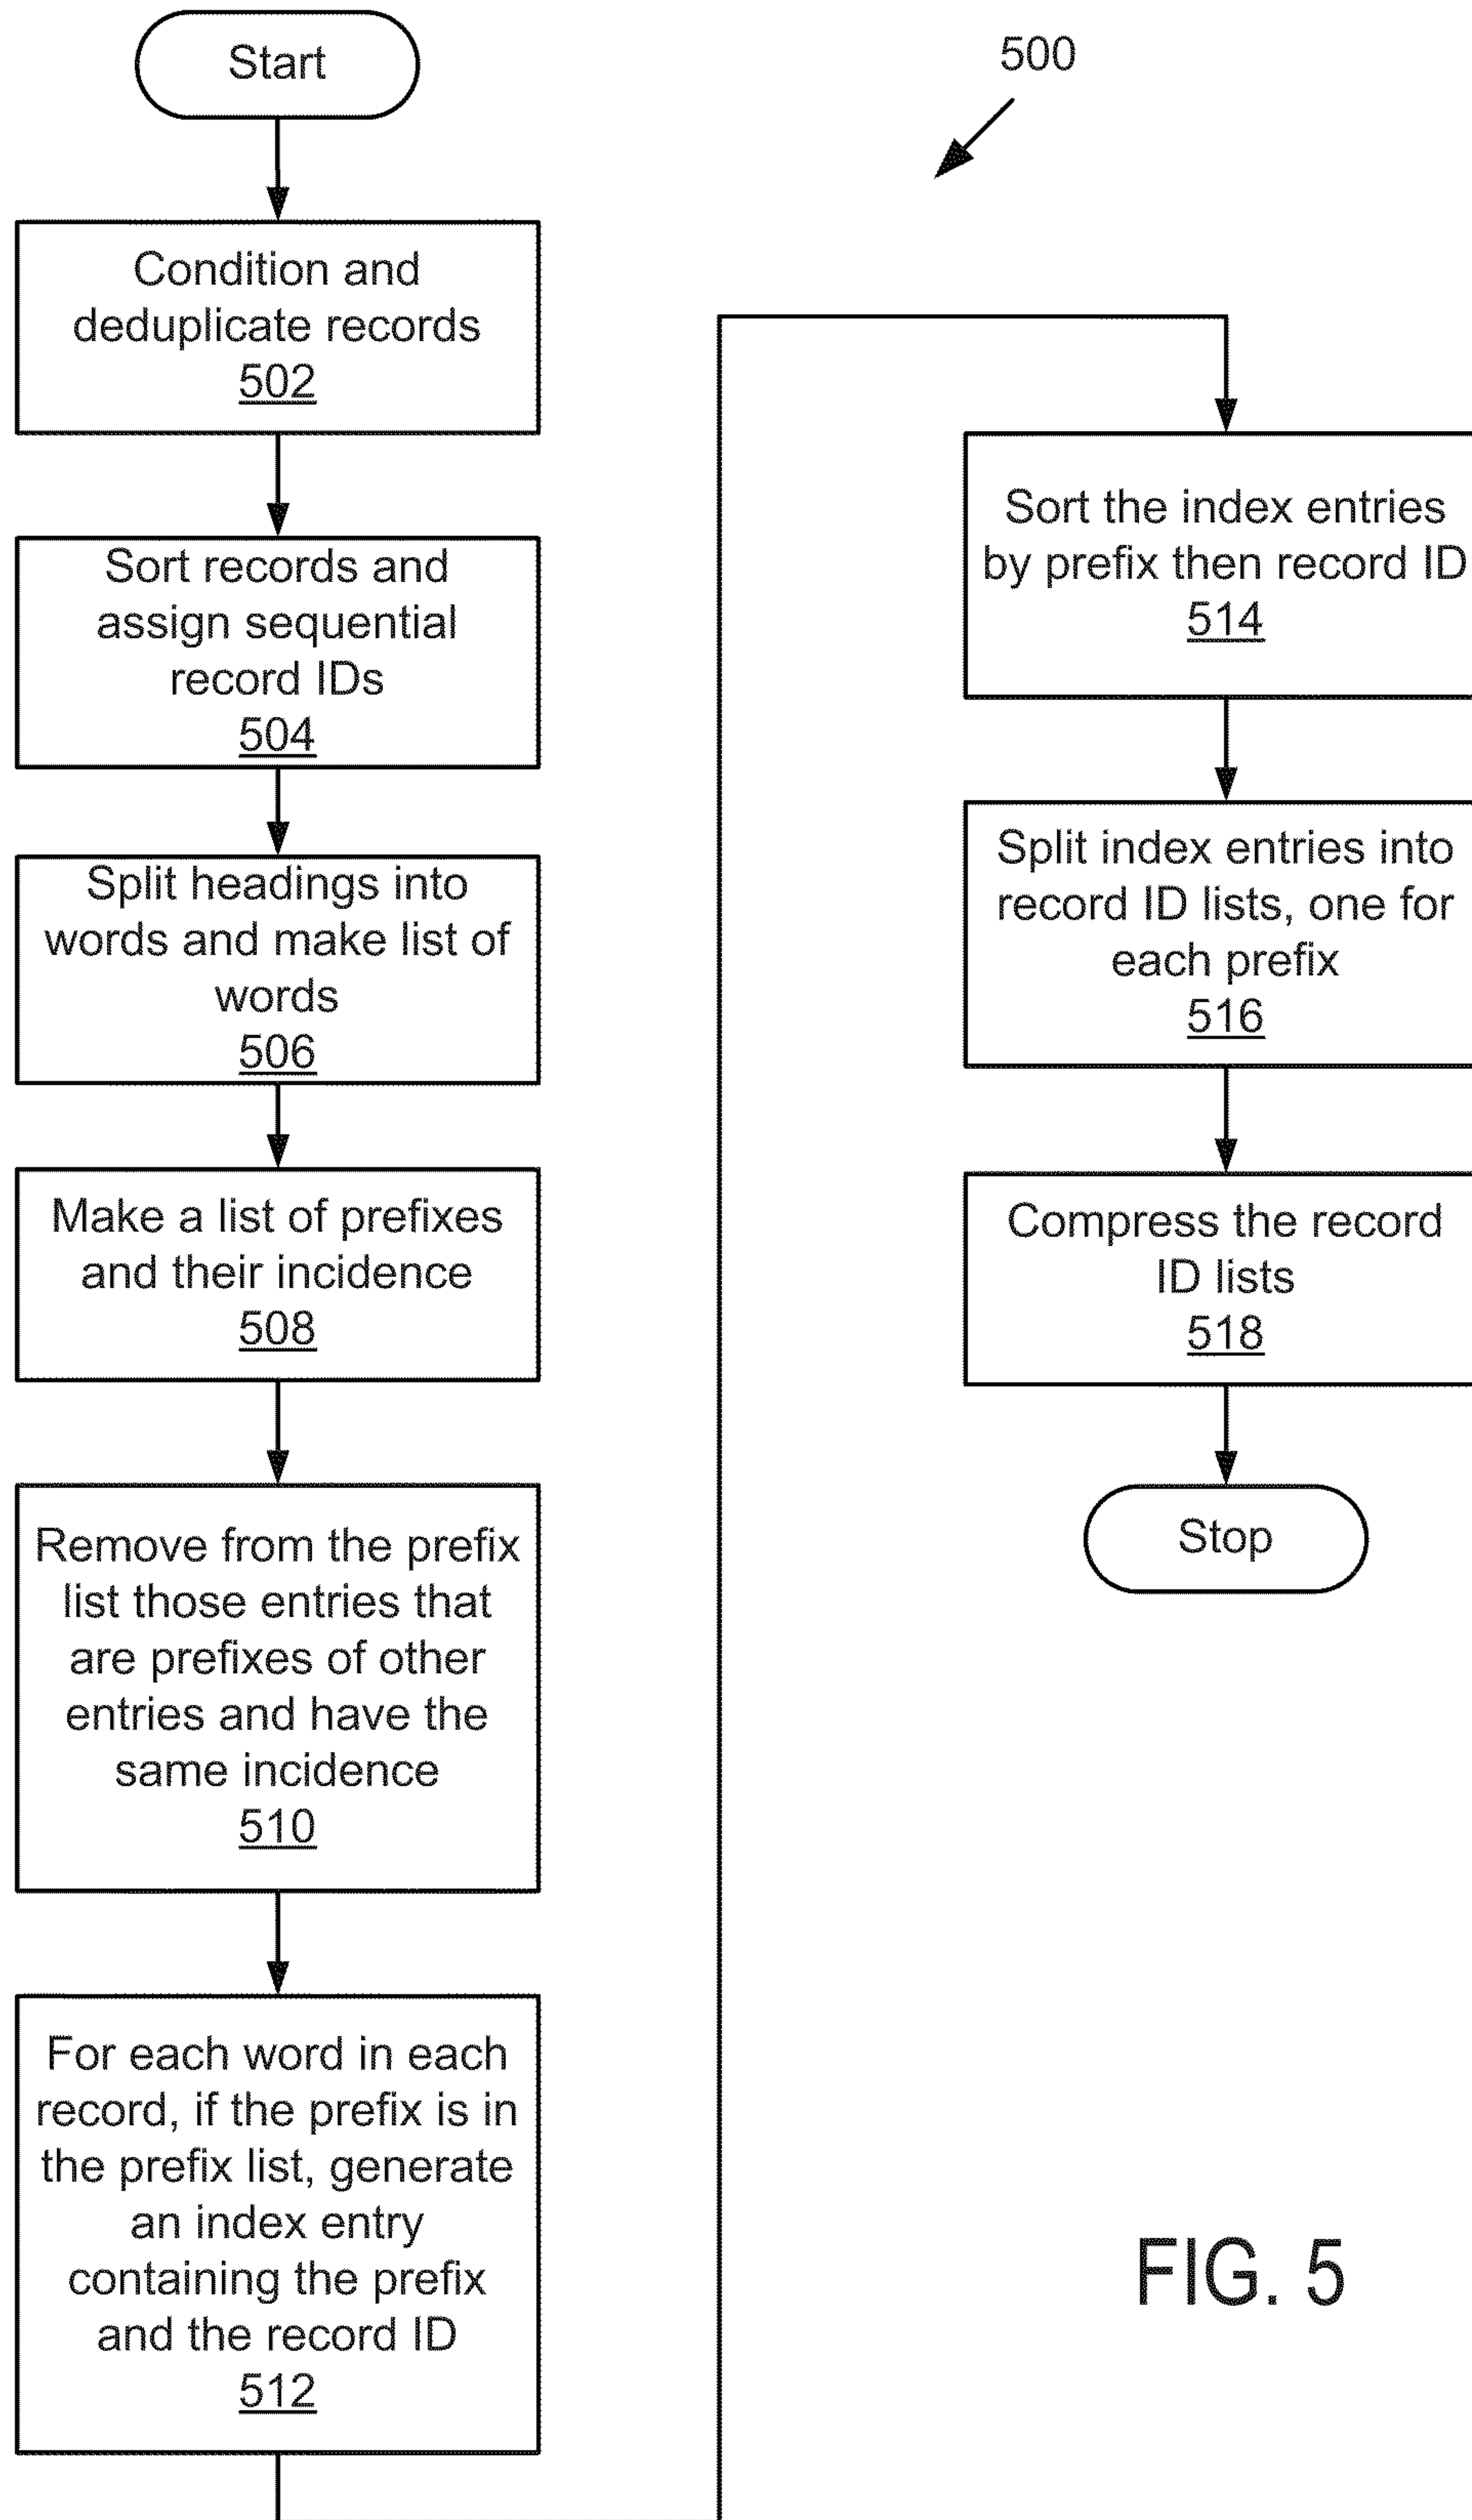 Start
Condition and
deduplicate records
502
Sort records and
assign sequential
record IDs
504
Split headings into
words and make list of
words
506
Make a list of prefixes
and their incidence
508
Remove from the prefix
list those entries that
are prefixes of other
entries and have the
same incidence
510
For each word in each
record, if the prefix is in
the prefix list, generate
an index entry
containing the prefix
and the record ID
512
500
Sort the index entries
by prefix then record ID
514
Split index entries into
record ID lists, one for
each prefix
516
Compress the record
ID lists
518
Stop
FIG. 5